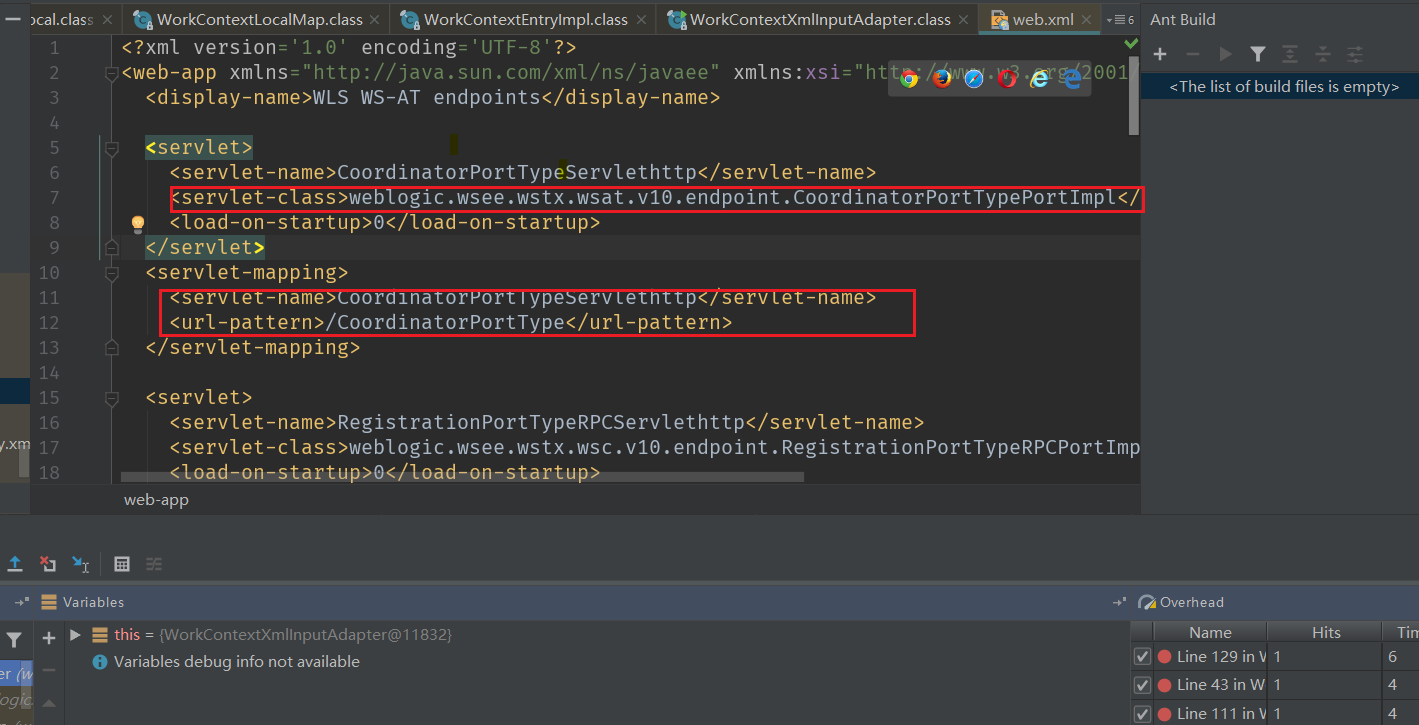 ocal.class
WorkContextLocalMap.class
WorkContextEntryImpl.class
WorkContextXmlInputAdapter.class
web.xml
6
Ant Build
1 <?xml version='1.0' encoding='UTF-8'?>
2 <web-app xmlns="http://java.sun.com/xml/ns/javaee" xmlns:xsi="http://www.w3.org/2001/
3 <display-name>WLS WS-AT endpoints</display-name>
4
5 <servlet>
6 <servlet-name>CoordinatorPortTypeServlethttp</servlet-name>
7 <servlet-class>weblogic.wsee.wstx.wsat.v10.endpoint.CoordinatorPortTypePortImpl</
8 <load-on-startup>0</load-on-startup>
9 </servlet>
10 <servlet-mapping>
11 <servlet-name>CoordinatorPortTypeServlethttp</servlet-name>
12 <url-pattern>/CoordinatorPortType</url-pattern>
13 </servlet-mapping>
14
15 <servlet>
16 <servlet-name>RegistrationPortTypeRPCServlethttp</servlet-name>
17 <servlet-class>weblogic.wsee.wstx.wsc.v10.endpoint.RegistrationPortTypeRPCPortImp
18 <load-on-startup>0</load-on-startup>
<The list of build files is empty>
y.xm
web-app
Variables
Overhead
this = {WorkContextXmlInputAdapter@11832}
Variables debug info not available
er (w
logic.
Name Hits Tim
Line 129 in W 1 6
Line 43 in W 1 4
Line 111 in W 1 4